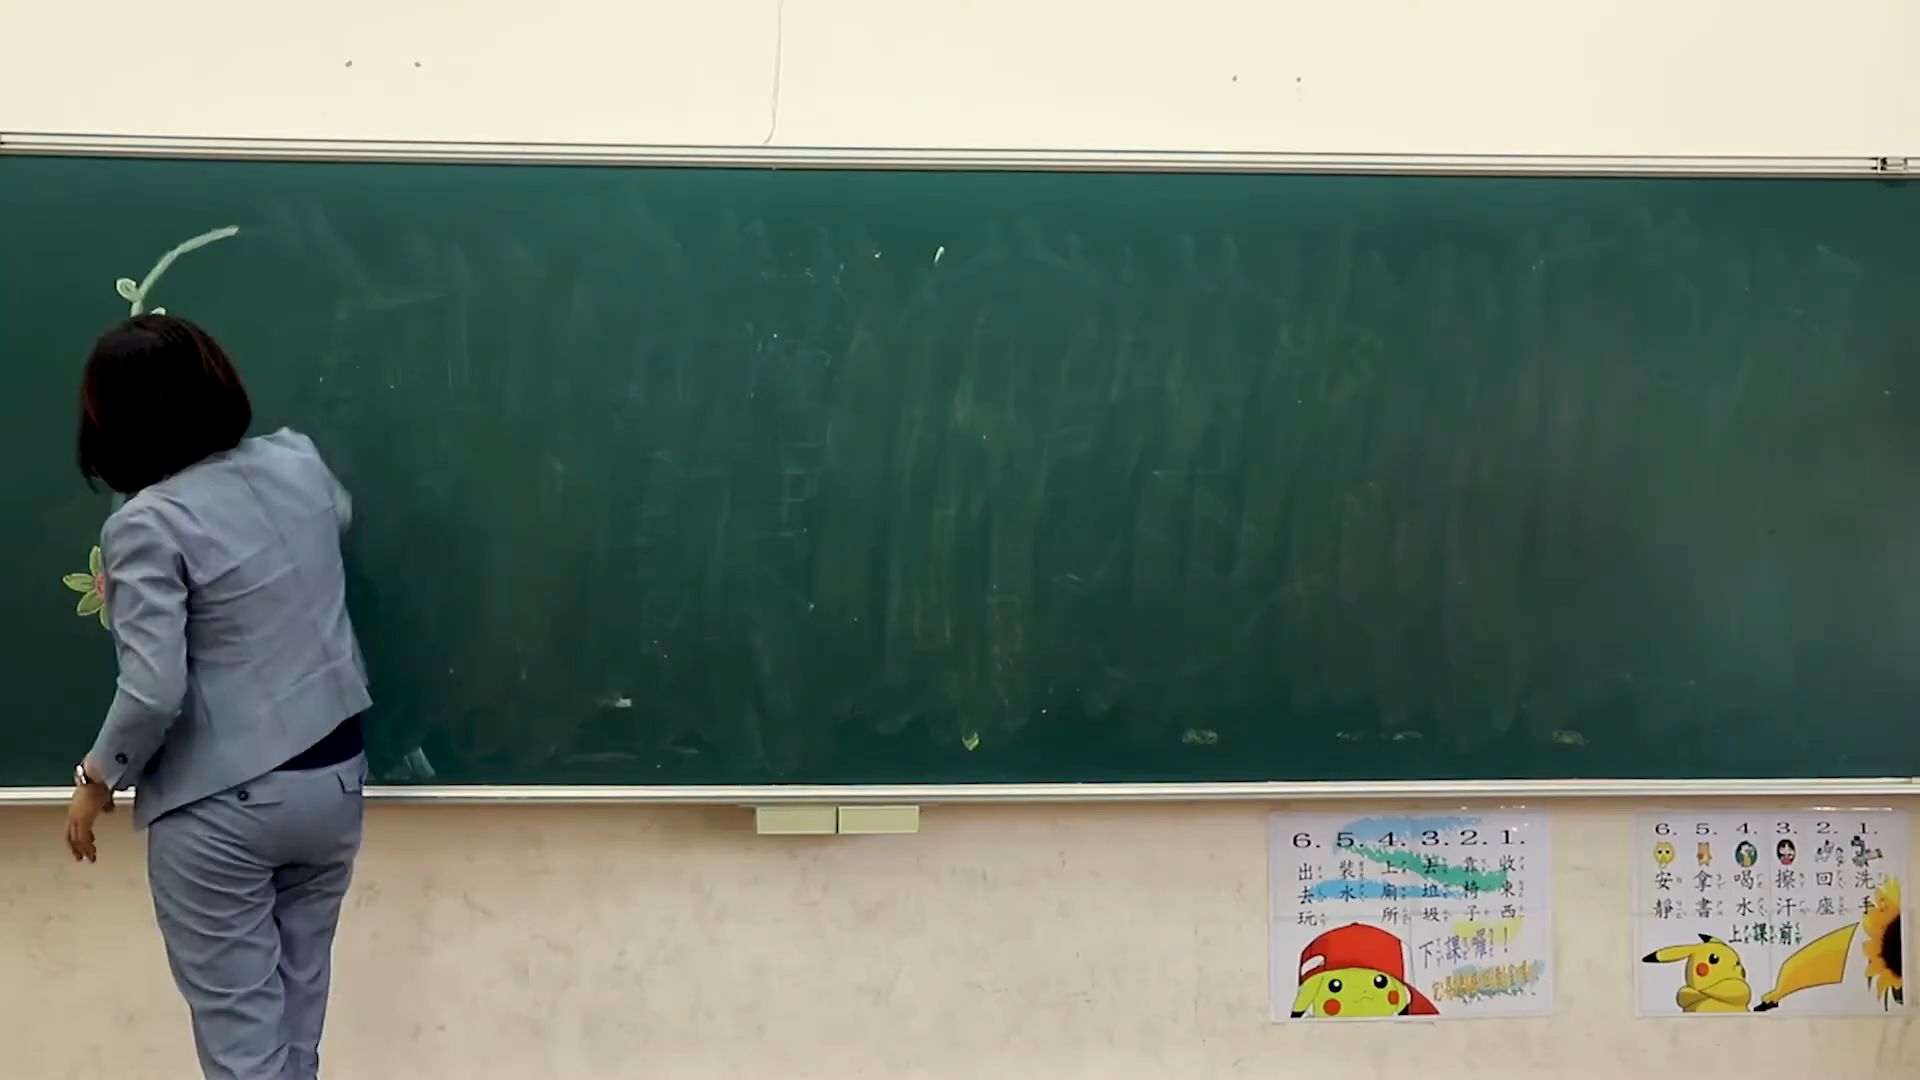 1. 收東西
2. 靠椅子
3. 丟垃圾
4. 上廁所
5. 裝水
6. 出去玩
下課囉！
1. 洗手
2. 回座
3. 擦汗
4. 喝水
5. 拿書
6. 安靜
上課前